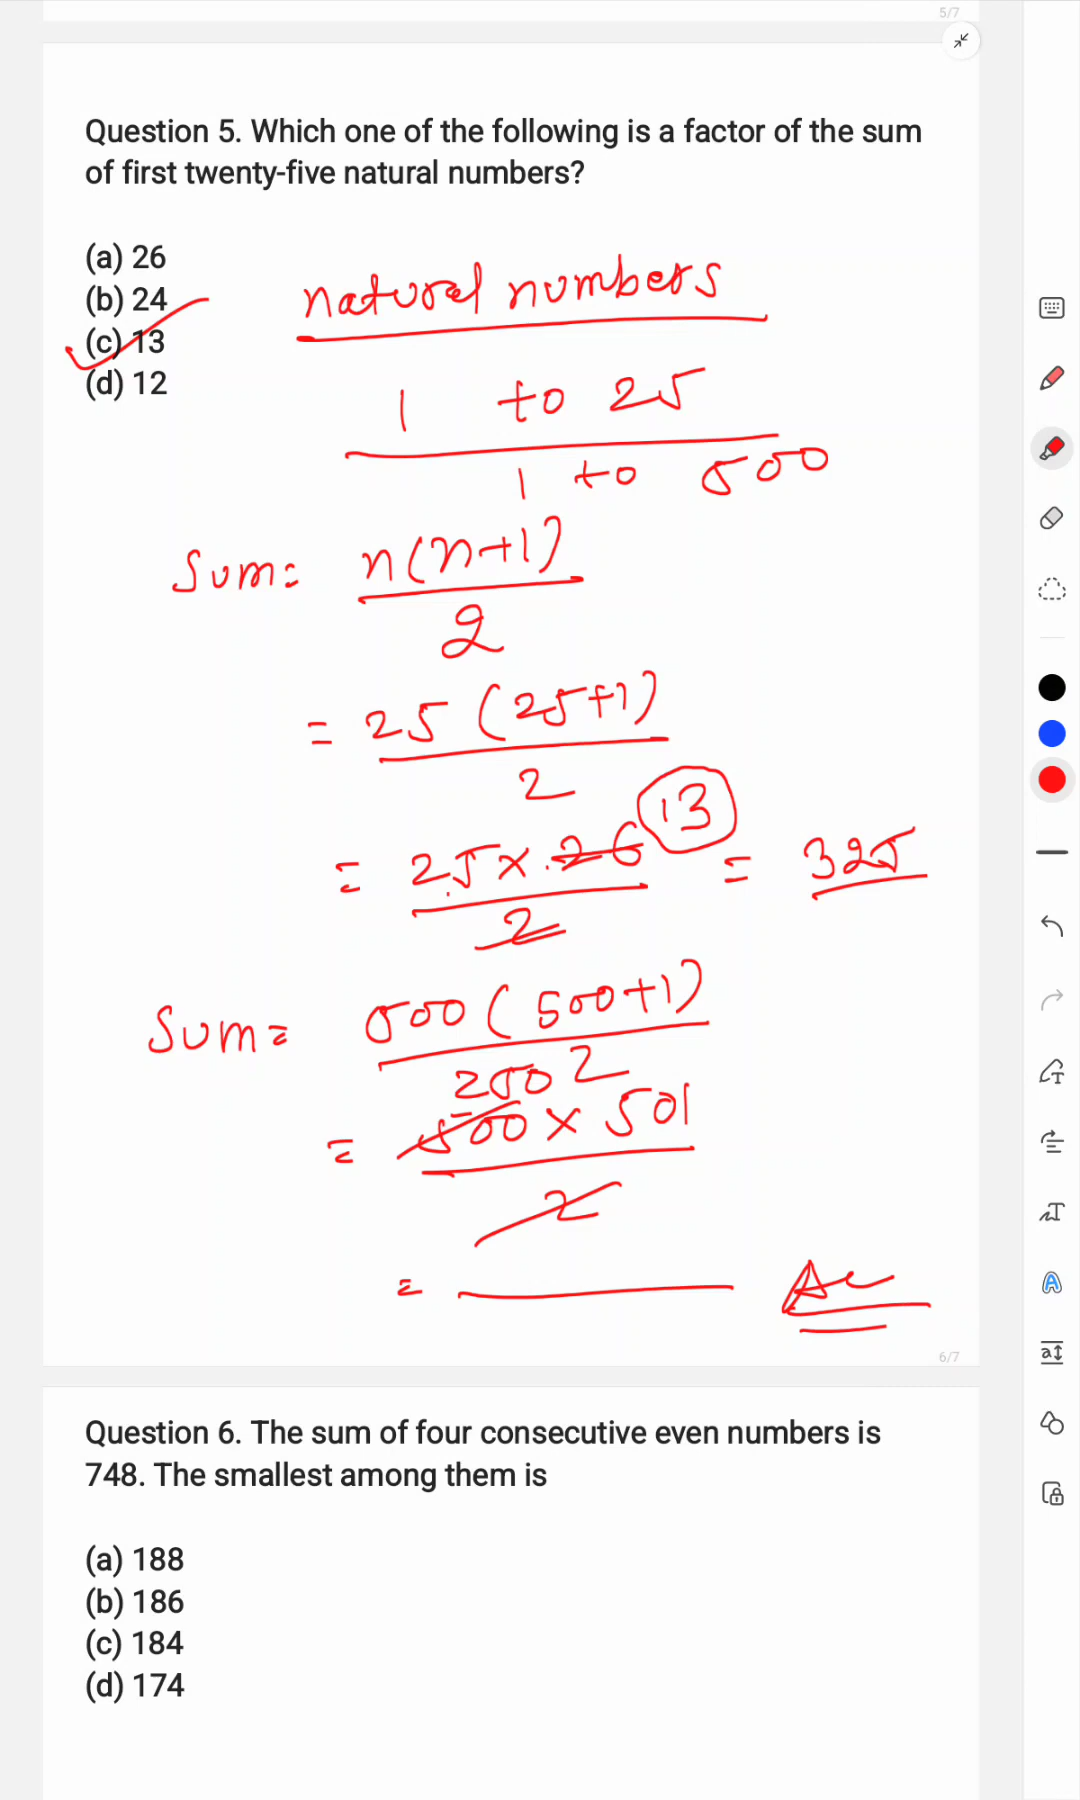 5/7
Question 5. Which one of the following is a factor of the sum
of first twenty-five natural numbers?
(a) 26
(b) 24
(c) 13
(d) 12
natural numbers
1 to 25
1 to 500
Sum= n(n+1)
2
= 25 (25+1)
2
= 25 x 26 13 = 325
2
Sum= 500 (500+1)
2
250
= 500 x 501
2
=
6/7
Question 6. The sum of four consecutive even numbers is
748. The smallest among them is
(a) 188
(b) 186
(c) 184
(d) 174